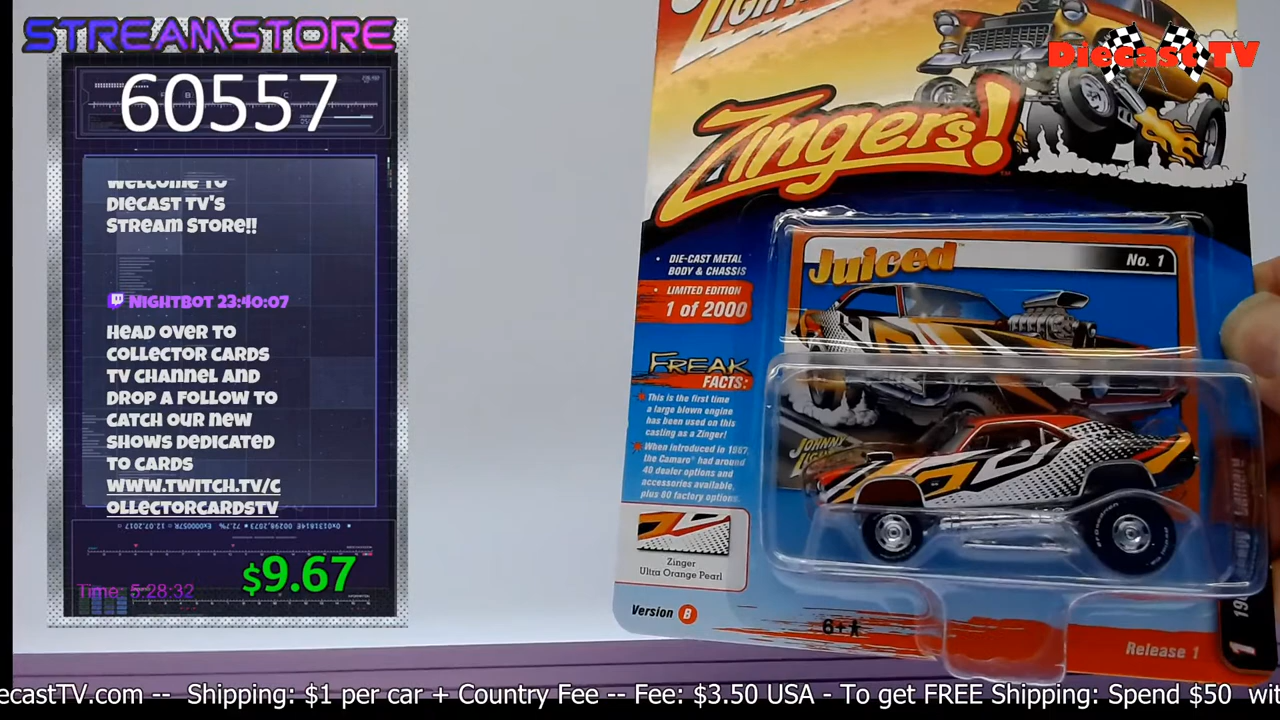 STREAMSTORE
60557
WELCOME TO
DIECAST TV'S
STREAM STORE!!
NIGHTBOT 23:40:07
HEAD OVER TO
COLLECTOR CARDS
TV CHANNEL AND
DROP A FOLLOW TO
CATCH OUR NEW
SHOWS DEDICATED
TO CARDS
WWW.TWITCH.TV/C
OLLECTORCARDSTV
$9.67
Time: 5:28:32
Diecast TV
Zingers!
• DIE-CAST METAL
BODY & CHASSIS
• LIMITED EDITION
1 of 2000
FREAK
FACTS:
This is the first time
a large blown engine
has been used on this
casting as a Zinger!
When introduced in 1967,
the Camaro® had around
40 dealer options and
accessories available,
plus 80 factory options.
Juiced™
No. 1
JOHNNY
Zinger
Ultra Orange Pearl
Version B
6+
Release 1
1
ecastTV.com -- Shipping: $1 per car + Country Fee -- Fee: $3.50 USA - To get FREE Shipping: Spend $50 wit